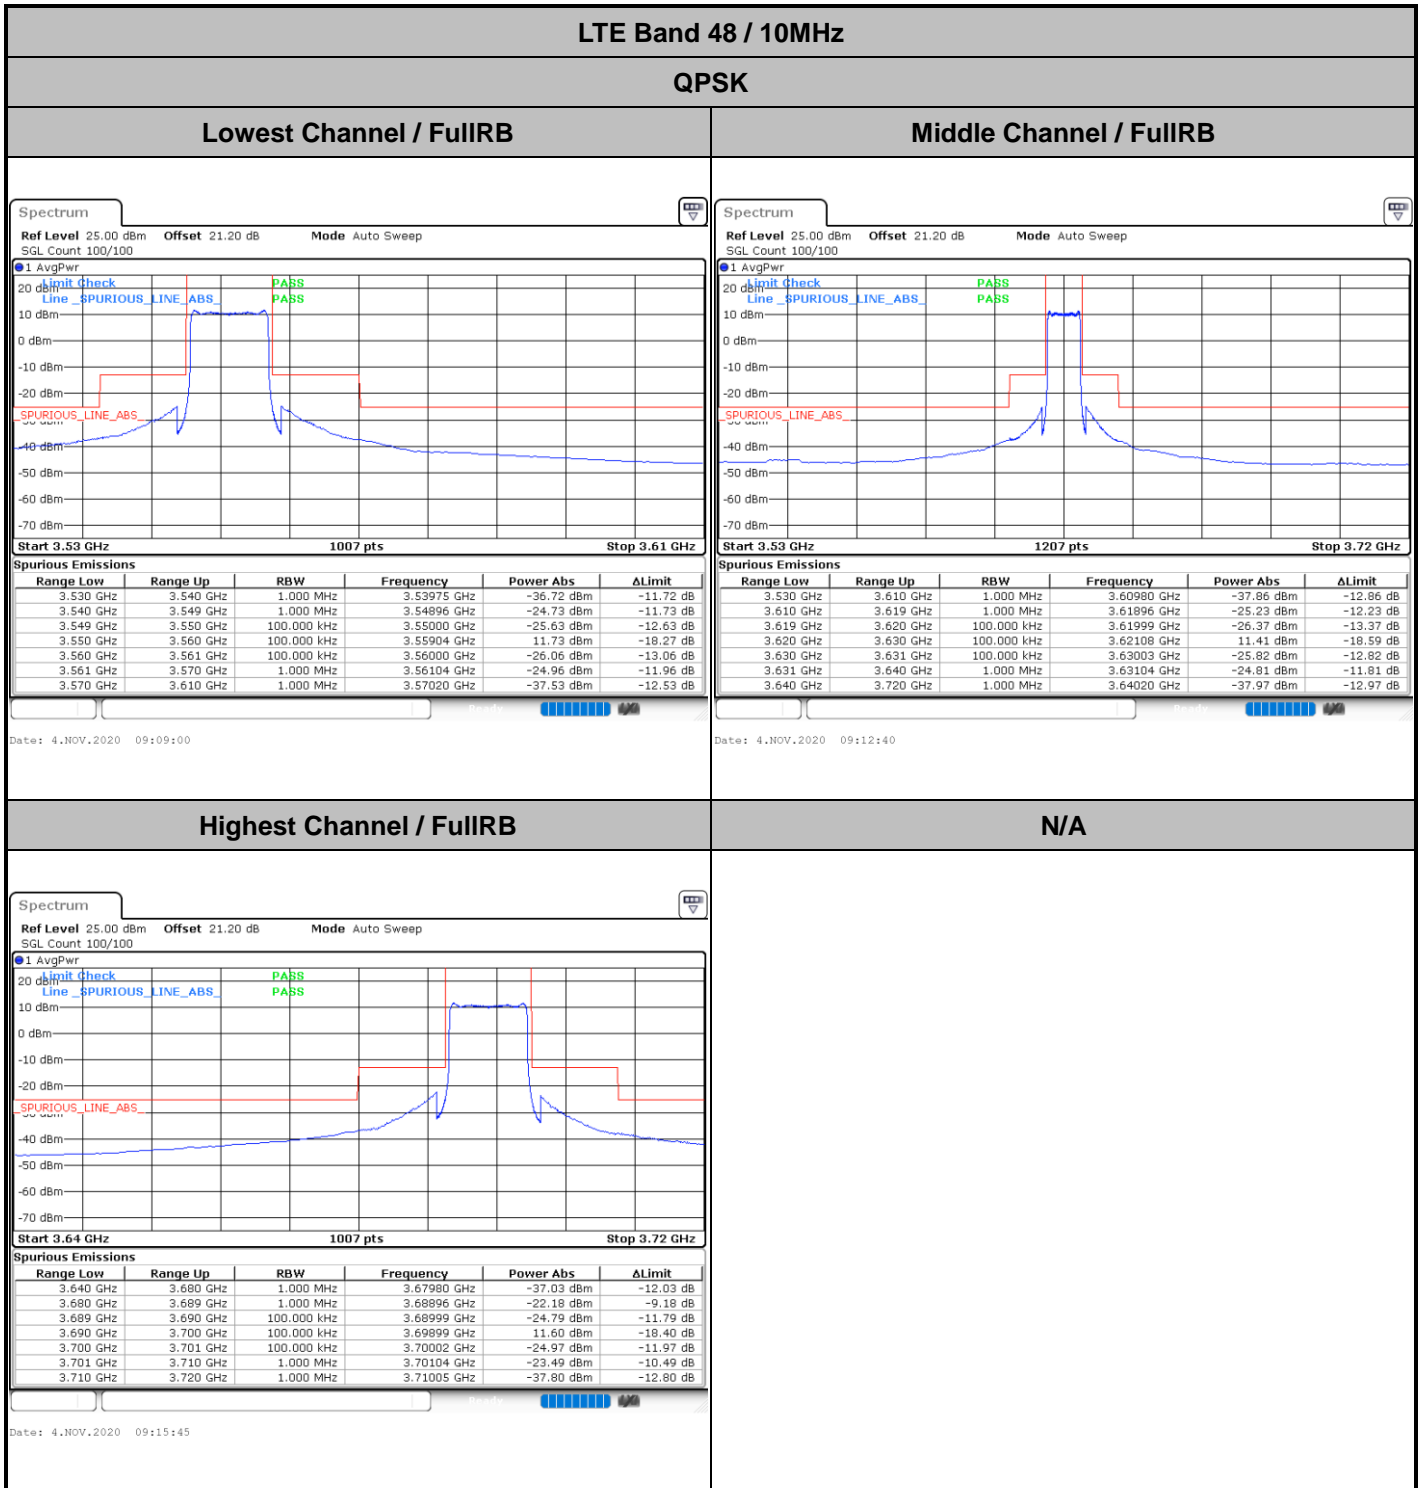 LTE Band 48 / 10MHz
QPSK
Lowest Channel / FullRB
Middle Channel / FullRB
Spectrum
Ref Level 25.00 dBm Offset 21.20 dB Mode Auto Sweep
SGL Count 100/100
1 AvgPwr
Limit Check PASS
20 dBm
Line _SPURIOUS_LINE_ABS_ PASS
10 dBm
0 dBm
-10 dBm
-20 dBm
_SPURIOUS_LINE_ABS_
-30 dBm
-40 dBm
-50 dBm
-60 dBm
-70 dBm
Start 3.53 GHz 1007 pts Stop 3.61 GHz
Spurious Emissions
Range Low Range Up RBW Frequency Power Abs ΔLimit
3.530 GHz 3.540 GHz 1.000 MHz 3.53975 GHz -36.72 dBm -11.72 dB
3.540 GHz 3.549 GHz 1.000 MHz 3.54896 GHz -24.73 dBm -11.73 dB
3.549 GHz 3.550 GHz 100.000 kHz 3.55000 GHz -25.63 dBm -12.63 dB
3.550 GHz 3.560 GHz 100.000 kHz 3.55904 GHz 11.73 dBm -18.27 dB
3.560 GHz 3.561 GHz 100.000 kHz 3.56000 GHz -26.06 dBm -13.06 dB
3.561 GHz 3.570 GHz 1.000 MHz 3.56104 GHz -24.96 dBm -11.96 dB
3.570 GHz 3.610 GHz 1.000 MHz 3.57020 GHz -37.53 dBm -12.53 dB
Ready
Date: 4.NOV.2020 09:09:00
Spectrum
Ref Level 25.00 dBm Offset 21.20 dB Mode Auto Sweep
SGL Count 100/100
1 AvgPwr
Limit Check PASS
20 dBm
Line _SPURIOUS_LINE_ABS_ PASS
10 dBm
0 dBm
-10 dBm
-20 dBm
_SPURIOUS_LINE_ABS_
-30 dBm
-40 dBm
-50 dBm
-60 dBm
-70 dBm
Start 3.53 GHz 1207 pts Stop 3.72 GHz
Spurious Emissions
Range Low Range Up RBW Frequency Power Abs ΔLimit
3.530 GHz 3.610 GHz 1.000 MHz 3.60980 GHz -37.86 dBm -12.86 dB
3.610 GHz 3.619 GHz 1.000 MHz 3.61896 GHz -25.23 dBm -12.23 dB
3.619 GHz 3.620 GHz 100.000 kHz 3.61999 GHz -26.37 dBm -13.37 dB
3.620 GHz 3.630 GHz 100.000 kHz 3.62108 GHz 11.41 dBm -18.59 dB
3.630 GHz 3.631 GHz 100.000 kHz 3.63003 GHz -25.82 dBm -12.82 dB
3.631 GHz 3.640 GHz 1.000 MHz 3.63104 GHz -24.81 dBm -11.81 dB
3.640 GHz 3.720 GHz 1.000 MHz 3.64020 GHz -37.97 dBm -12.97 dB
Ready
Date: 4.NOV.2020 09:12:40
Highest Channel / FullRB
N/A
Spectrum
Ref Level 25.00 dBm Offset 21.20 dB Mode Auto Sweep
SGL Count 100/100
1 AvgPwr
Limit Check PASS
20 dBm
Line _SPURIOUS_LINE_ABS_ PASS
10 dBm
0 dBm
-10 dBm
-20 dBm
_SPURIOUS_LINE_ABS_
-30 dBm
-40 dBm
-50 dBm
-60 dBm
-70 dBm
Start 3.64 GHz 1007 pts Stop 3.72 GHz
Spurious Emissions
Range Low Range Up RBW Frequency Power Abs ΔLimit
3.640 GHz 3.680 GHz 1.000 MHz 3.67980 GHz -37.03 dBm -12.03 dB
3.680 GHz 3.689 GHz 1.000 MHz 3.68896 GHz -22.18 dBm -9.18 dB
3.689 GHz 3.690 GHz 100.000 kHz 3.68999 GHz -24.79 dBm -11.79 dB
3.690 GHz 3.700 GHz 100.000 kHz 3.69899 GHz 11.60 dBm -18.40 dB
3.700 GHz 3.701 GHz 100.000 kHz 3.70002 GHz -24.97 dBm -11.97 dB
3.701 GHz 3.710 GHz 1.000 MHz 3.70104 GHz -23.49 dBm -10.49 dB
3.710 GHz 3.720 GHz 1.000 MHz 3.71005 GHz -37.80 dBm -12.80 dB
Ready
Date: 4.NOV.2020 09:15:45